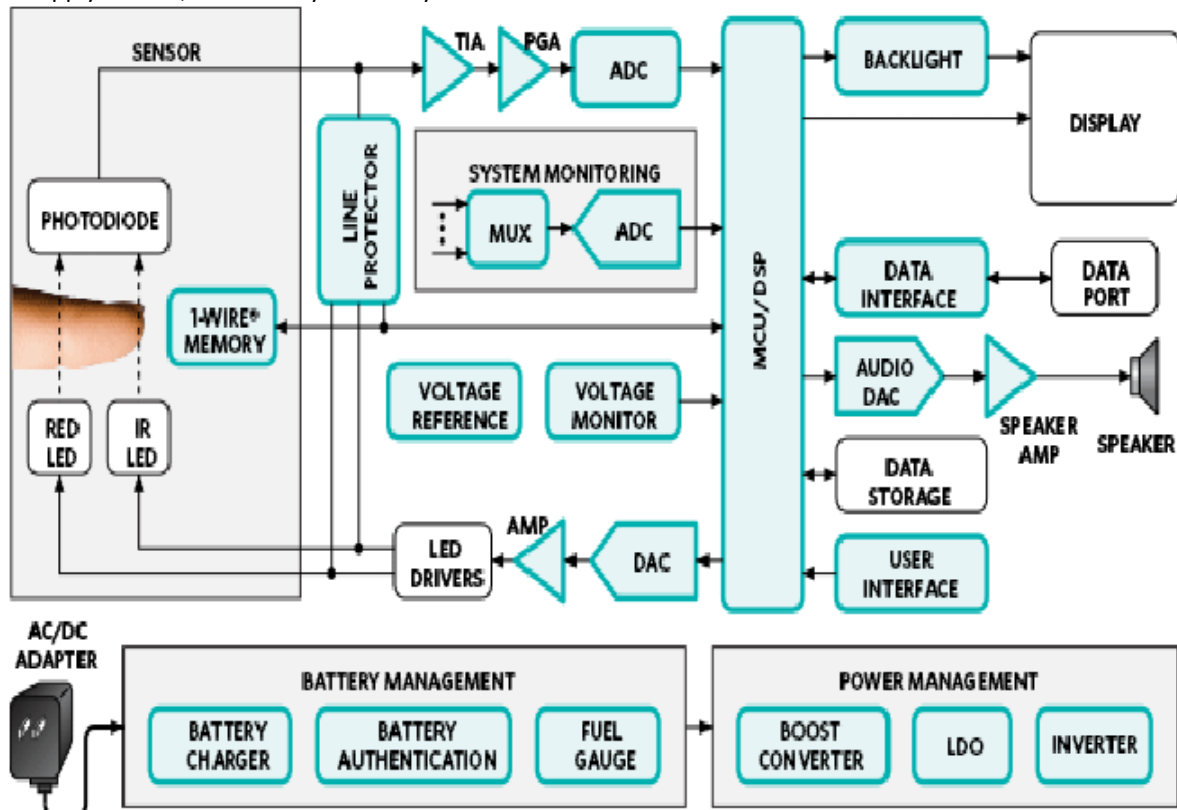 SENSOR
TIA
PGA
ADC
BACKLIGHT
DISPLAY
LINE
PROTECTOR
SYSTEM MONITORING
MUX
ADC
PHOTODIODE
MCU/DSP
DATA
INTERFACE
DATA
PORT
1-WIRE®
MEMORY
VOLTAGE
REFERENCE
VOLTAGE
MONITOR
AUDIO
DAC
SPEAKER
AMP
SPEAKER
RED
LED
IR
LED
DATA
STORAGE
AMP
LED
DRIVERS
DAC
USER
INTERFACE
AC/DC
ADAPTER
BATTERY MANAGEMENT
BATTERY
CHARGER
BATTERY
AUTHENTICATION
FUEL
GAUGE
POWER MANAGEMENT
BOOST
CONVERTER
LDO
INVERTER